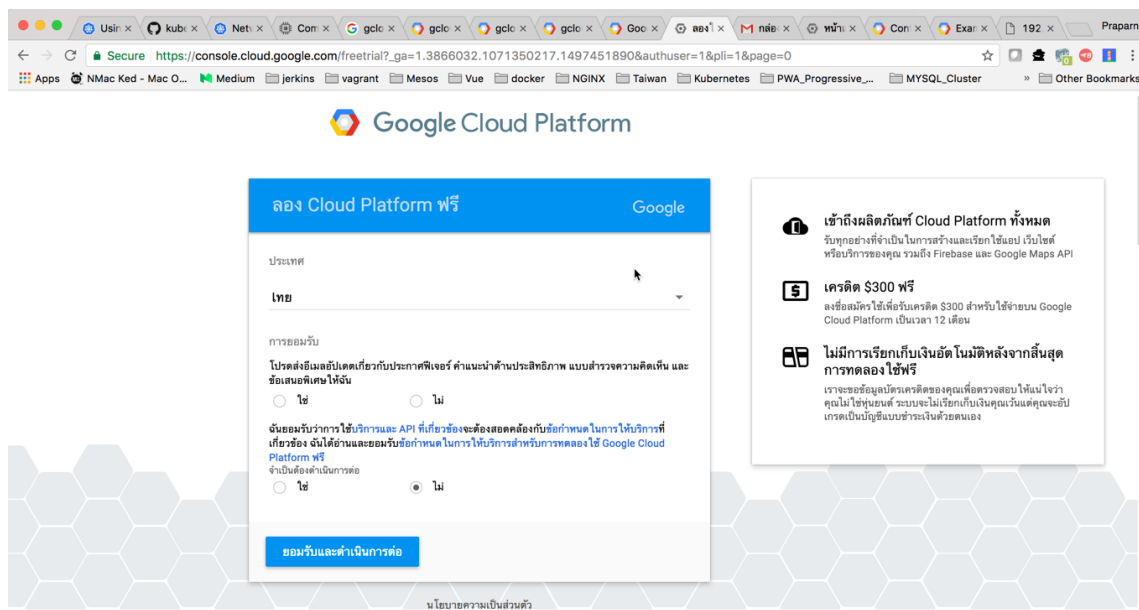 Usin
kube
Netv
Com
gclo
gclo
gclo
gclo
Goo
ลองใ
กล่อ
หน้าแ
Con
Exar
192
Praparn
Secure https://console.cloud.google.com/freetrial?_ga=1.3866032.1071350217.1497451890&authuser=1&pli=1&page=0
Apps NMac Ked - Mac O... Medium jerkins vagrant Mesos Vue docker NGINX Taiwan Kubernetes PWA_Progressive_... MYSQL_Cluster » Other Bookmarks
Google Cloud Platform
ลอง Cloud Platform ฟรี
Google
ประเทศ
ไทย
การยอมรับ
โปรดส่งอีเมลอัปเดตเกี่ยวกับประกาศฟีเจอร์ คำแนะนำด้านประสิทธิภาพ แบบสำรวจความคิดเห็น และ
ข้อเสนอพิเศษให้ฉัน
ใช่ ไม่
ฉันยอมรับว่าการใช้บริการและ API ที่เกี่ยวข้องจะต้องสอดคล้องกับข้อกำหนดในการให้บริการที่
เกี่ยวข้อง ฉันได้อ่านและยอมรับข้อกำหนดในการให้บริการสำหรับการทดลองใช้ Google Cloud
Platform ฟรี
จำเป็นต้องดำเนินการต่อ
ใช่ ไม่
ยอมรับและดำเนินการต่อ
เข้าถึงผลิตภัณฑ์ Cloud Platform ทั้งหมด
รับทุกอย่างที่จำเป็นในการสร้างและเรียกใช้แอป เว็บไซต์
หรือบริการของคุณ รวมถึง Firebase และ Google Maps API
เครดิต $300 ฟรี
ลงชื่อสมัครใช้เพื่อรับเครดิต $300 สำหรับใช้จ่ายบน Google
Cloud Platform เป็นเวลา 12 เดือน
ไม่มีการเรียกเก็บเงินอัตโนมัติหลังจากสิ้นสุด
การทดลองใช้ฟรี
เราจะขอข้อมูลบัตรเครดิตของคุณเพื่อตรวจสอบให้แน่ใจว่า
คุณไม่ใช่หุ่นยนต์ ระบบจะไม่เรียกเก็บเงินคุณเว้นแต่คุณจะอัป
เกรดเป็นบัญชีแบบชำระเงินด้วยตนเอง
นโยบายความเป็นส่วนตัว